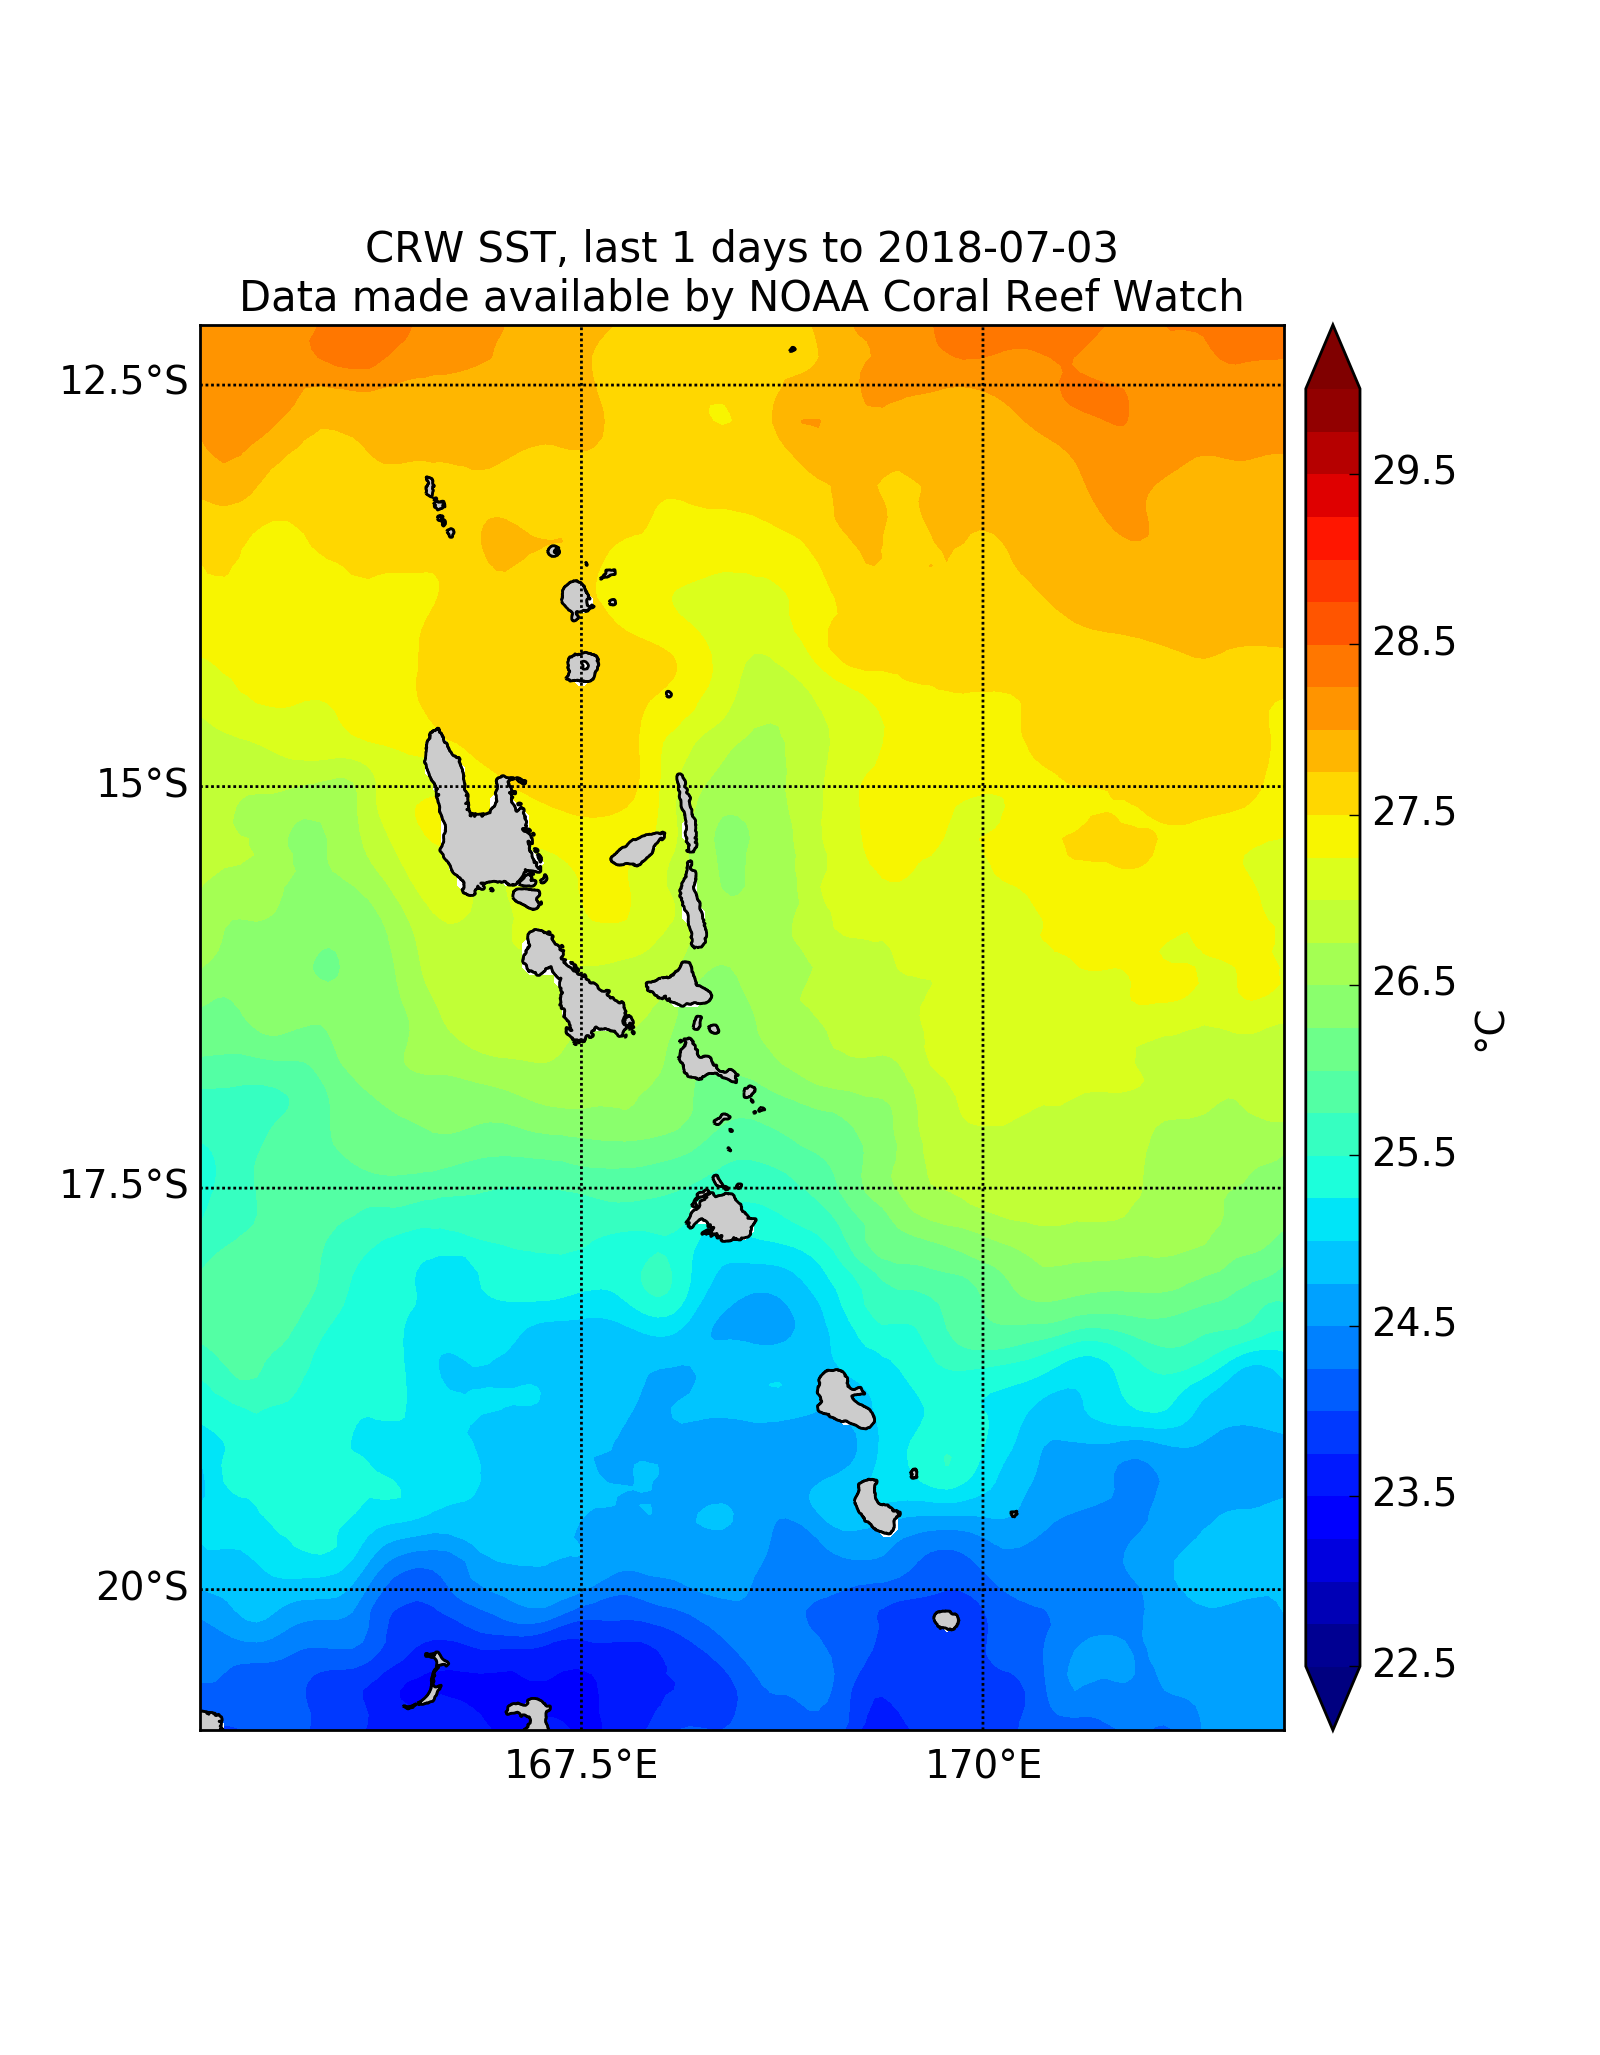 CRW SST, last 1 days to 2018-07-03
Data made available by NOAA Coral Reef Watch
12.5°S
15°S
17.5°S
20°S
167.5°E
170°E
29.5
28.5
27.5
26.5
25.5
24.5
23.5
22.5
°C